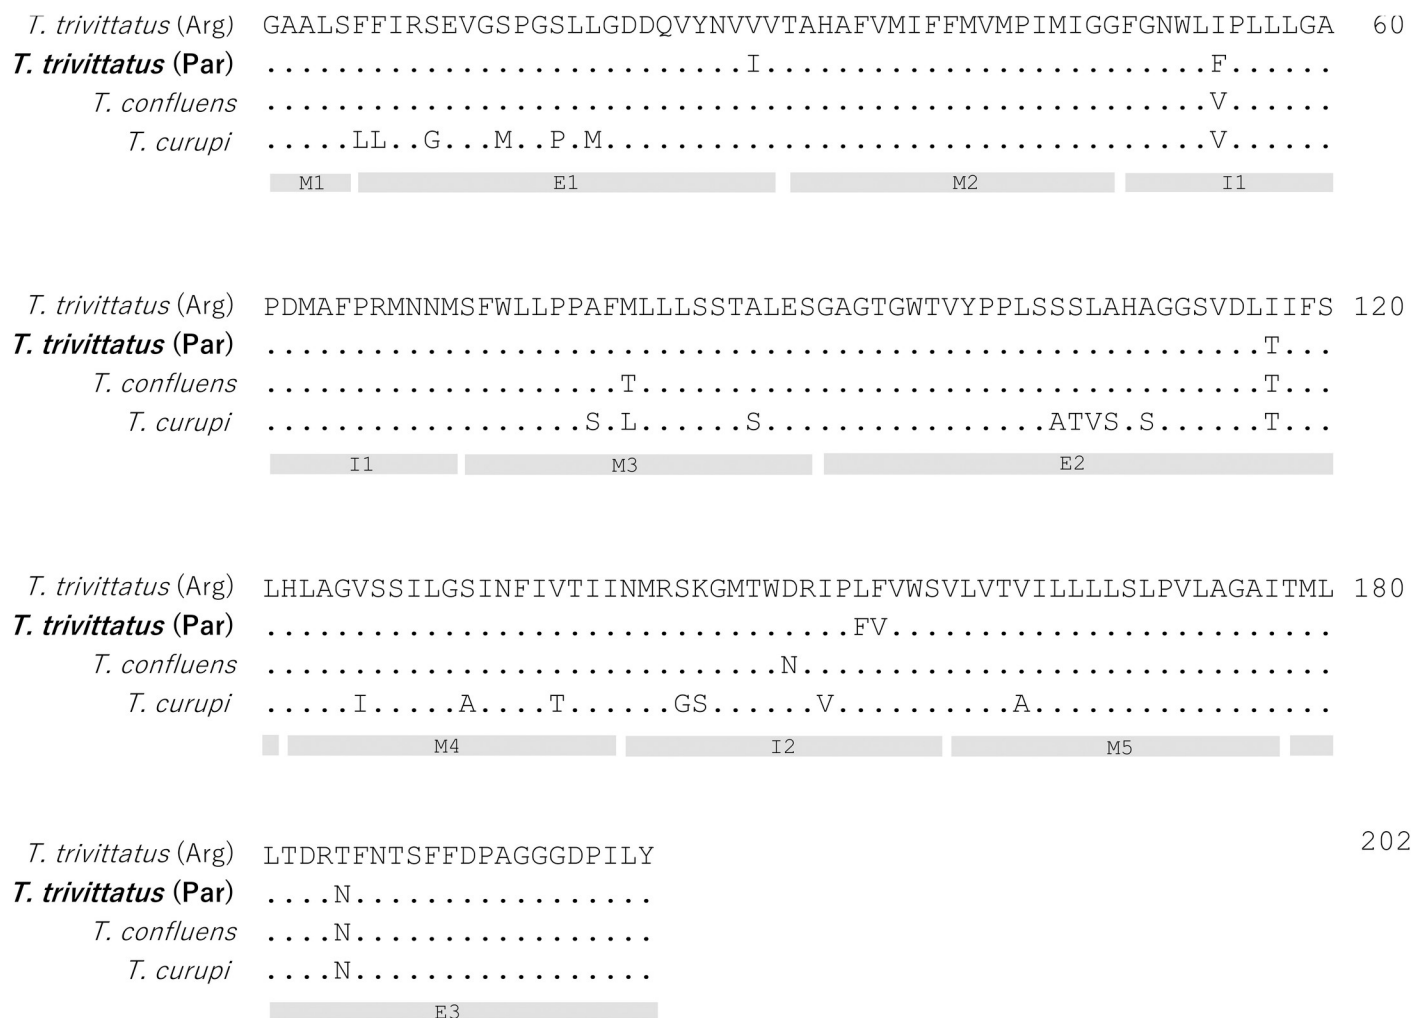 T. trivittatus (Arg) GAALSFFIRSEVGSPGSLLGDDQVYNVVVTAHAFVMIFFMVMPIMIGGFGNWLIPLLLGA 60
T. trivittatus (Par) ...........................I.........................F......
T. confluens .....................................................V......
T. curupi .....LL..G...M..P.M..................................V......
M1 E1 M2 I1
T. trivittatus (Arg) PDMAFPRMNNMSFWLLPPAFMLLLSSTALESGAGTGWTVYPPLSSSLAHAGGSVDLIIFS 120
T. trivittatus (Par) ........................................................T...
T. confluens ....................T...................................T...
T. curupi ..................S.L......S................ATVS.S......T...
I1 M3 E2
T. trivittatus (Arg) LHLAGVSSILGSINFIVTIINMRSKGMTWDRIPLFVWSVLVTVILLLLSLPVLAGAITML 180
T. trivittatus (Par) .................................FV.........................
T. confluens .............................N..............................
T. curupi .....I.....A....T......GS......V..........A.................
M4 I2 M5
T. trivittatus (Arg) LTDRTFNTSFFDPAGGGDPILY 202
T. trivittatus (Par) ....N.................
T. confluens ....N.................
T. curupi ....N.................
E3